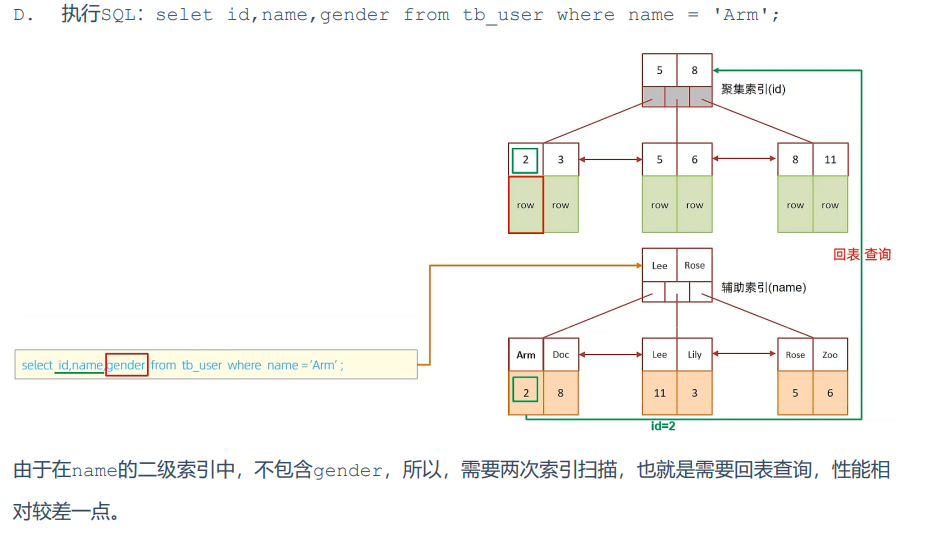 D. 执行SQL：selet id,name,gender from tb_user where name = 'Arm';
5 8
聚集索引(id)
2 3 5 6 8 11
row row row row row row
回表 查询
Lee Rose
辅助索引(name)
select id,name,gender from tb_user where name ='Arm' ;
Arm Doc Lee Lily Rose Zoo
2 8 11 3 5 6
id=2
由于在name的二级索引中，不包含gender，所以，需要两次索引扫描，也就是需要回表查询，性能相
对较差一点。